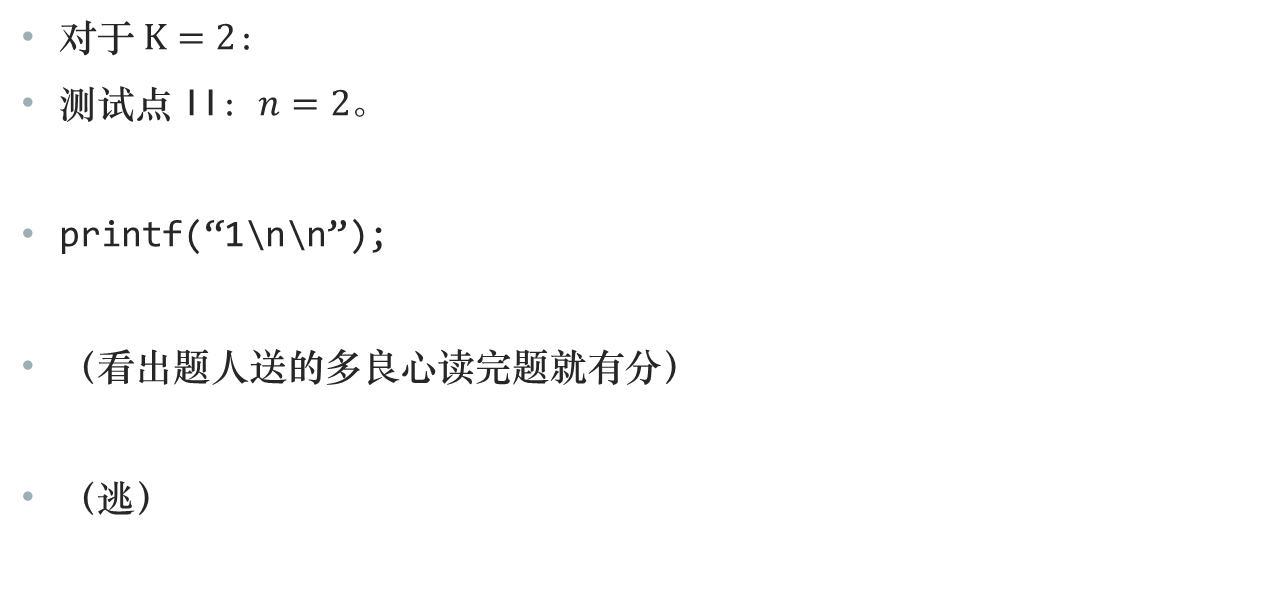 • 对于 K = 2:
• 测试点 11: n = 2。
• printf(“1\n\n”);
• （看出题人送的多良心读完题就有分）
• （逃）